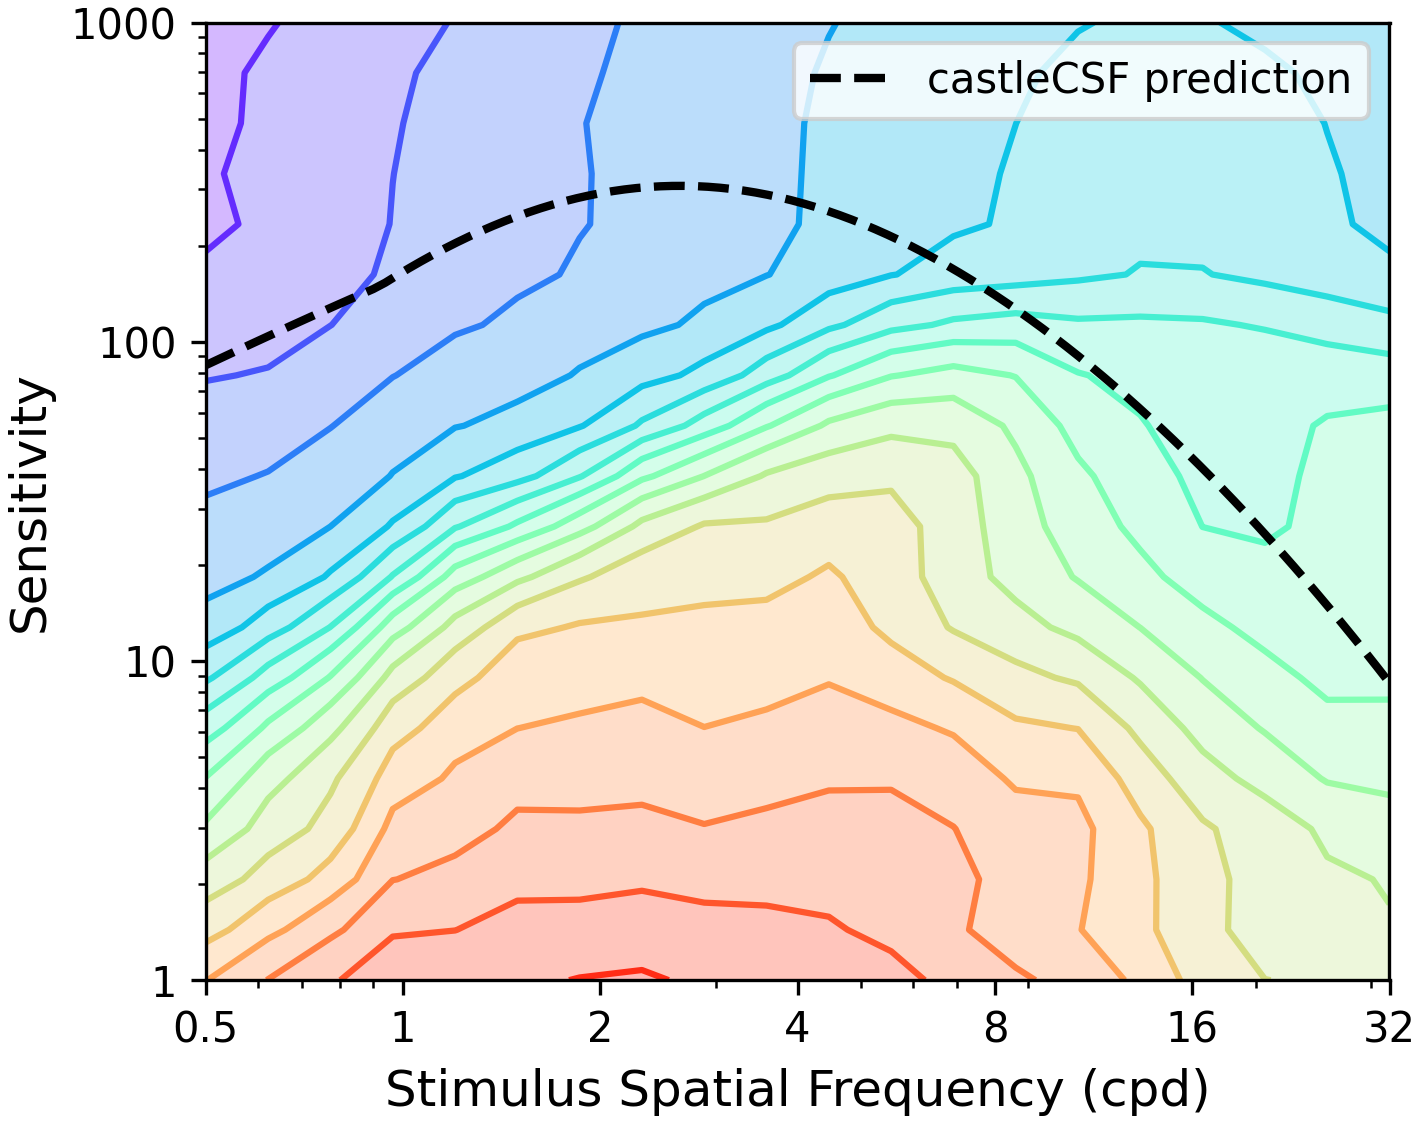 1000
100
10
1
Sensitivity
castleCSF prediction
0.5 1 2 4 8 16 32
Stimulus Spatial Frequency (cpd)